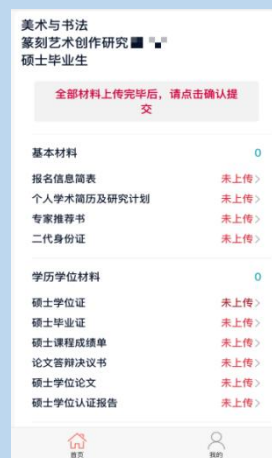 美术与书法
篆刻艺术创作研究
硕士毕业生
全部材料上传完毕后，请点击确认提
交
基本材料 0
报名信息简表 未上传>
个人学术简历及研究计划 未上传>
专家推荐书 未上传>
二代身份证 未上传>
学历学位材料 0
硕士学位证 未上传>
硕士毕业证 未上传>
硕士课程成绩单 未上传>
论文答辩决议书 未上传>
硕士学位论文 未上传>
硕士学位认证报告 未上传>
首页 我的